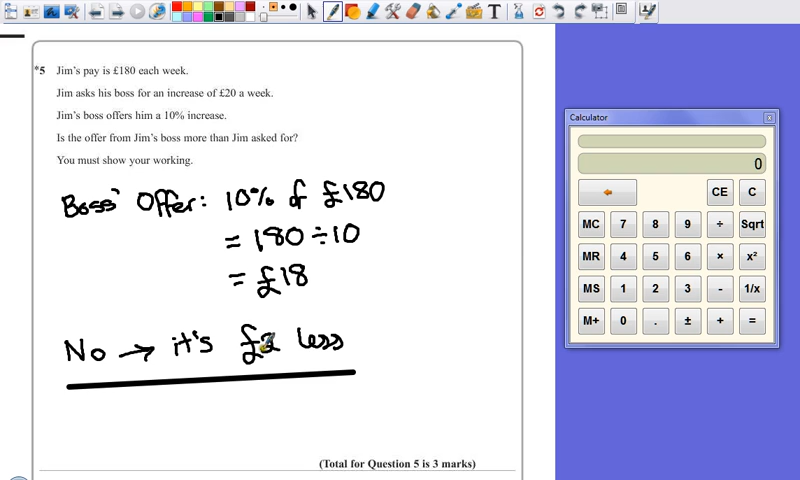 *5 Jim's pay is £180 each week.
Jim asks his boss for an increase of £20 a week.
Jim's boss offers him a 10% increase.
Is the offer from Jim's boss more than Jim asked for?
You must show your working.
Boss' Offer: 10% of £180
= 180 ÷ 10
= £18
No → it's £2 less
(Total for Question 5 is 3 marks)
Calculator
0
CE C
MC 7 8 9 ÷ Sqrt
MR 4 5 6 × x²
MS 1 2 3 - 1/x
M+ 0 . ± + =